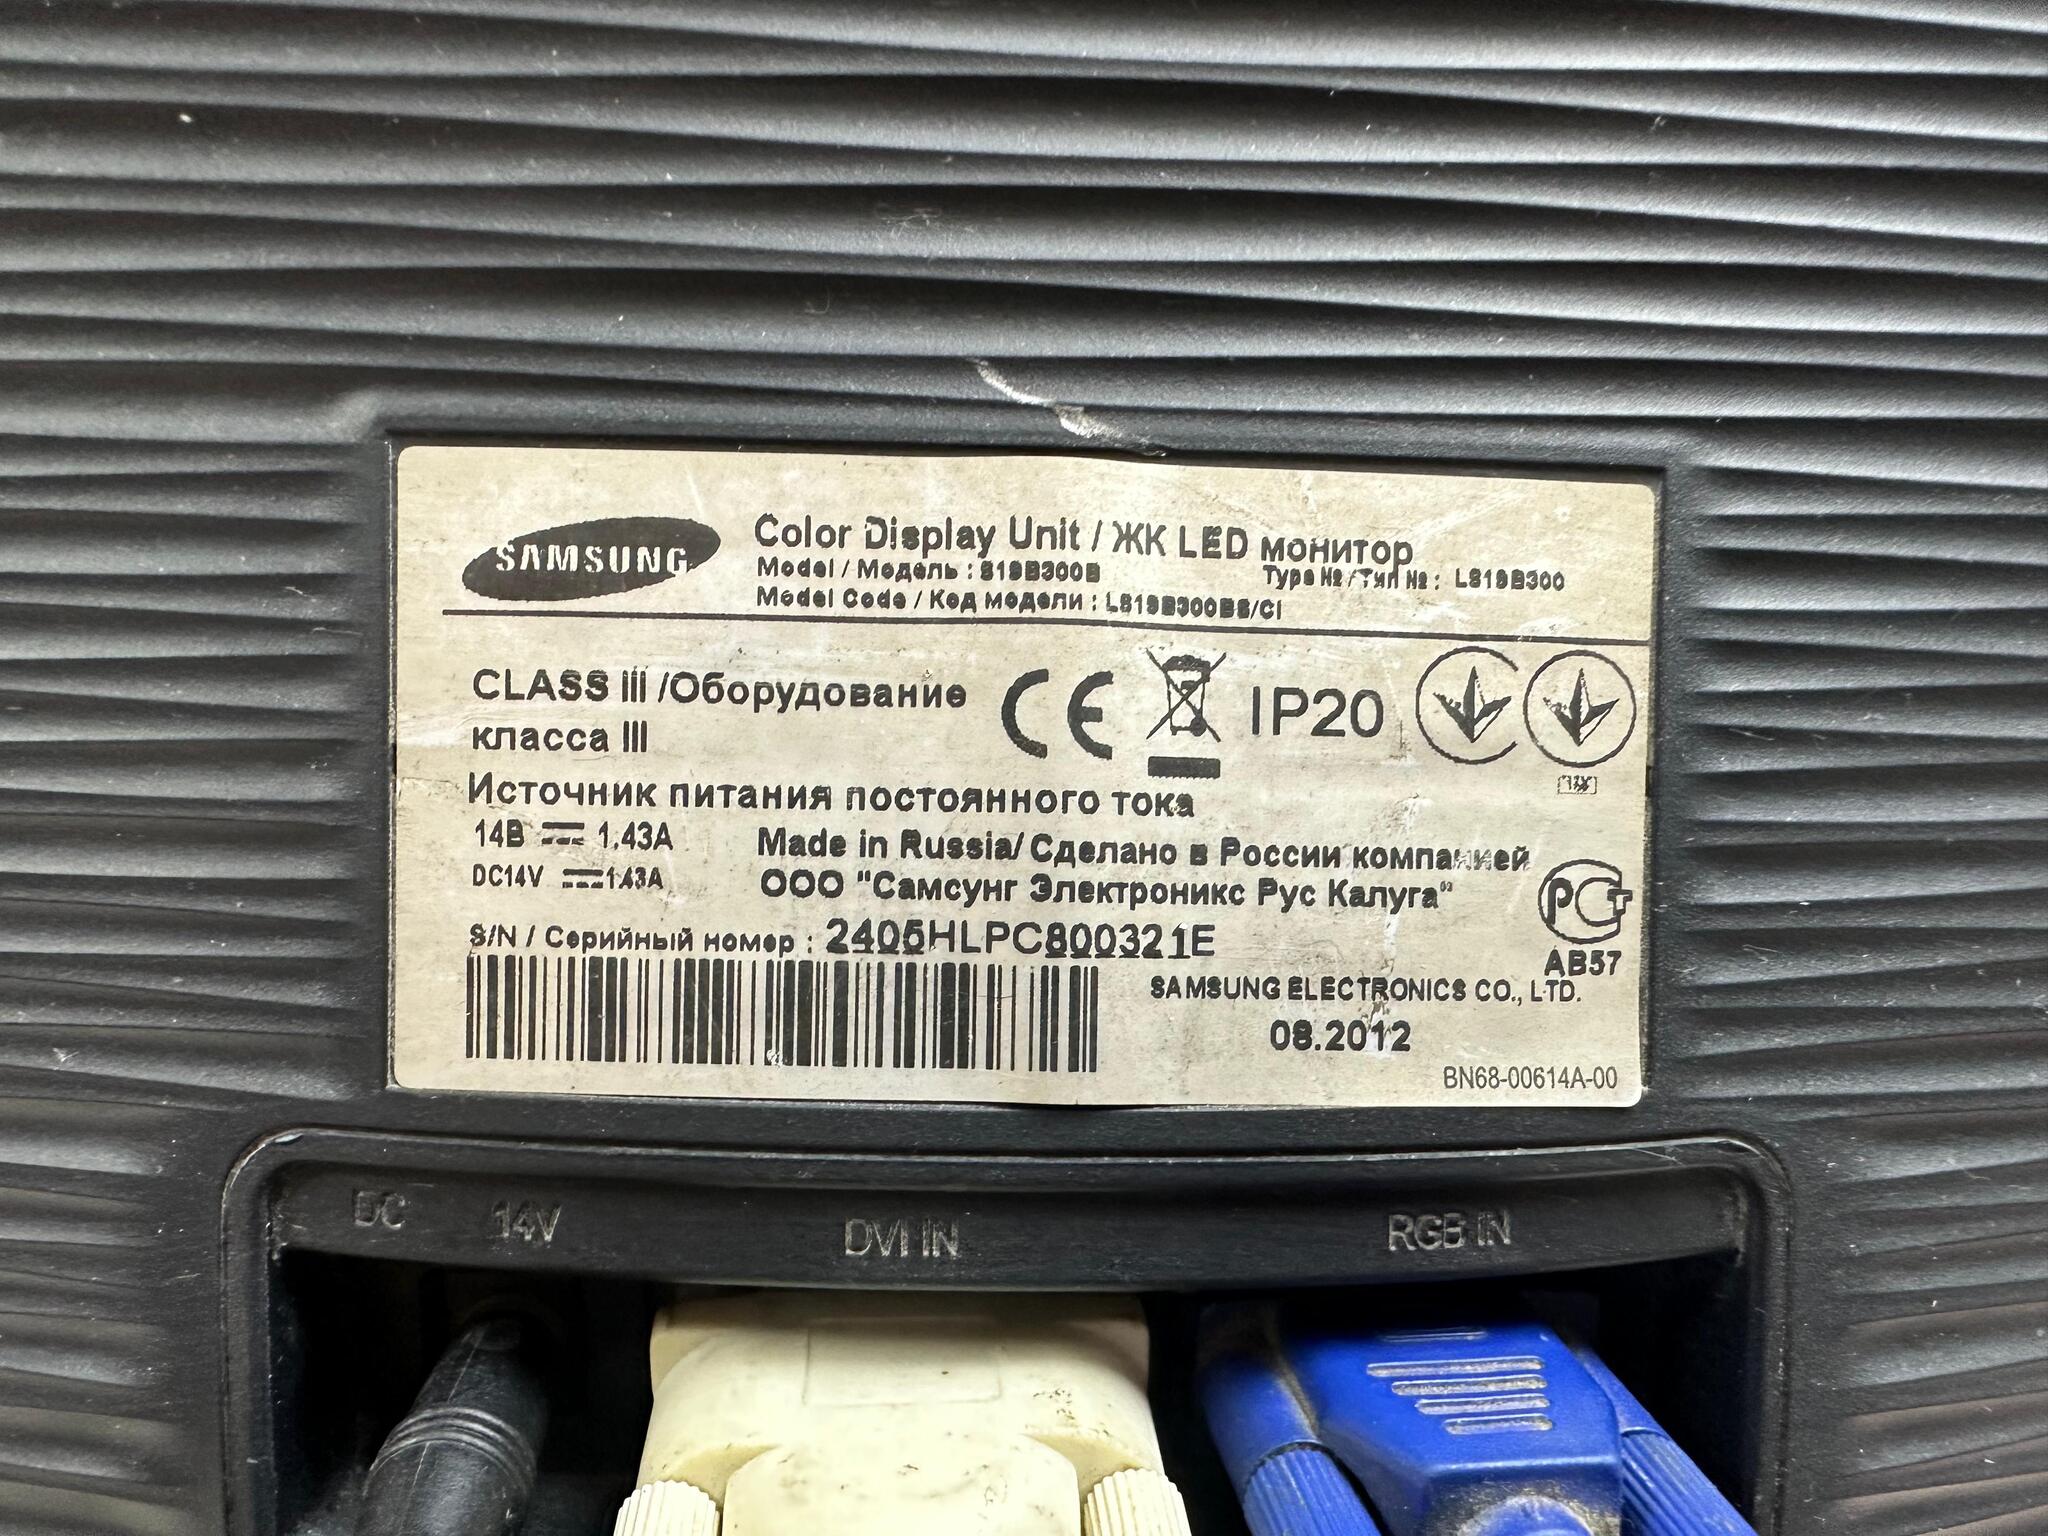 SAMSUNG
Color Display Unit / ЖК LED монитор
Model / Модель : S19B300B
Type № / Тип № : LS19B300
Model Code / Код модели : LS19B300BS/CI
CLASS III /Оборудование
класса III
CE
IP20
Источник питания постоянного тока
14В 1.43А
DC14V 1.43A
Made in Russia/ Сделано в России компанией
ООО "Самсунг Электроникс Рус Калуга"
S/N / Серийный номер : 2405HLPC800321E
РСТ
АВ57
SAMSUNG ELECTRONICS CO., LTD.
08.2012
BN68-00614A-00
DC 14V
DVI IN
RGB IN